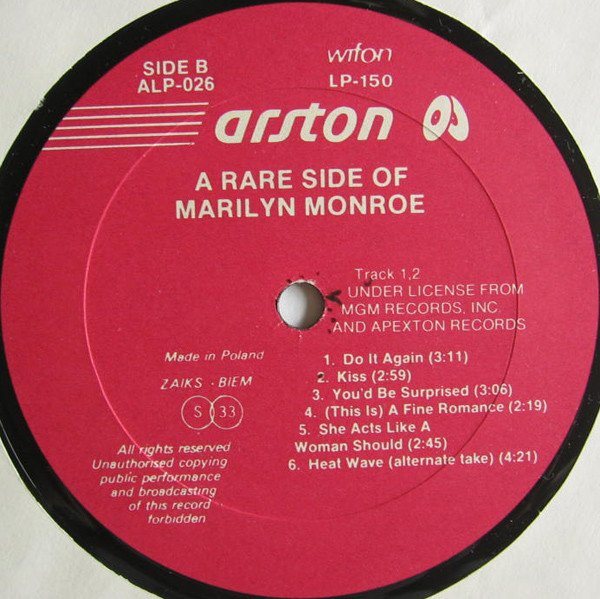 SIDE B
ALP-026
wifon
LP-150
arston
A RARE SIDE OF
MARILYN MONROE
Track 1,2
UNDER LICENSE FROM
MGM RECORDS, INC.
AND APEXTON RECORDS
Made in Poland
ZAIKS - BIEM
S 33
All rights reserved
Unauthorised copying
public performance
and broadcasting
of this record
forbidden
1. Do It Again (3:11)
2. Kiss (2:59)
3. You'd Be Surprised (3:06)
4. (This Is) A Fine Romance (2:19)
5. She Acts Like A
Woman Should (2:45)
6. Heat Wave (alternate take) (4:21)